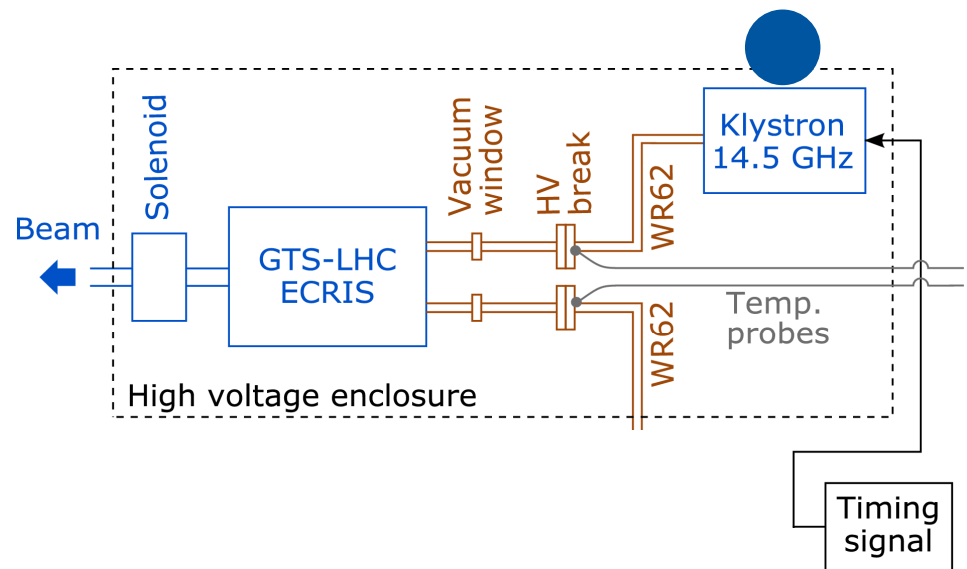 Solenoid
Vacuum
window
HV
break
WR62
Klystron
14.5 GHz
Beam
GTS-LHC
ECRIS
Temp.
probes
WR62
High voltage enclosure
Timing
signal